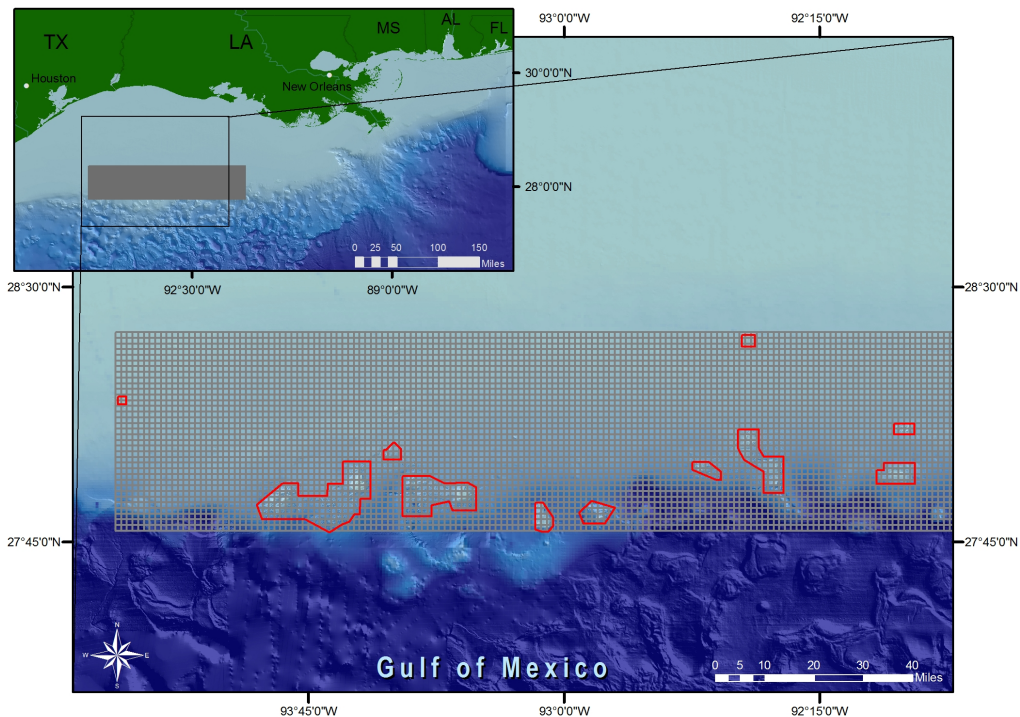 93°0'0"W 92°15'0"W
TX LA MS AL FL
Houston
New Orleans
30°0'0"N
28°0'0"N
0 25 50 100 150
Miles
92°30'0"W 89°0'0"W
28°30'0"N 28°30'0"N
27°45'0"N 27°45'0"N
N
W E
S
Gulf of Mexico
0 5 10 20 30 40
Miles
93°45'0"W 93°0'0"W 92°15'0"W